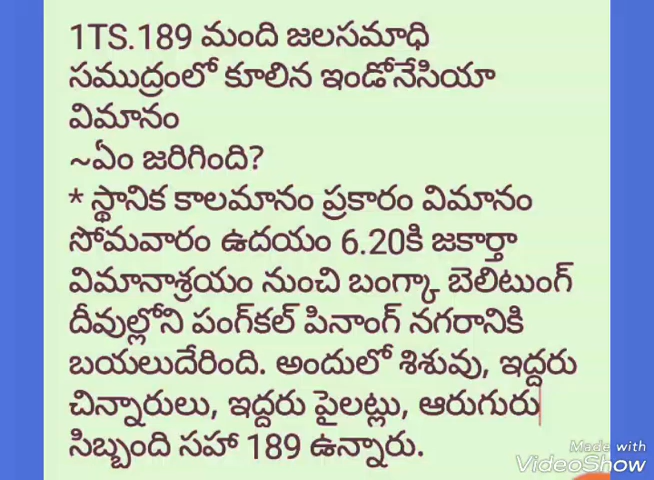 1TS.189 మంది జలసమాధి
సముద్రంలో కూలిన ఇండోనేసియా
విమానం
~ఏం జరిగింది?
* స్థానిక కాలమానం ప్రకారం విమానం
సోమవారం ఉదయం 6.20కి జకార్తా
విమానాశ్రయం నుంచి బంగ్కా బెలిటుంగ్
దీవుల్లోని పంగ్‌కల్ పినాంగ్ నగరానికి
బయలుదేరింది. అందులో శిశువు, ఇద్దరు
చిన్నారులు, ఇద్దరు పైలట్లు, ఆరుగురు
సిబ్బంది సహా 189 ఉన్నారు.
Made with
VideoShow